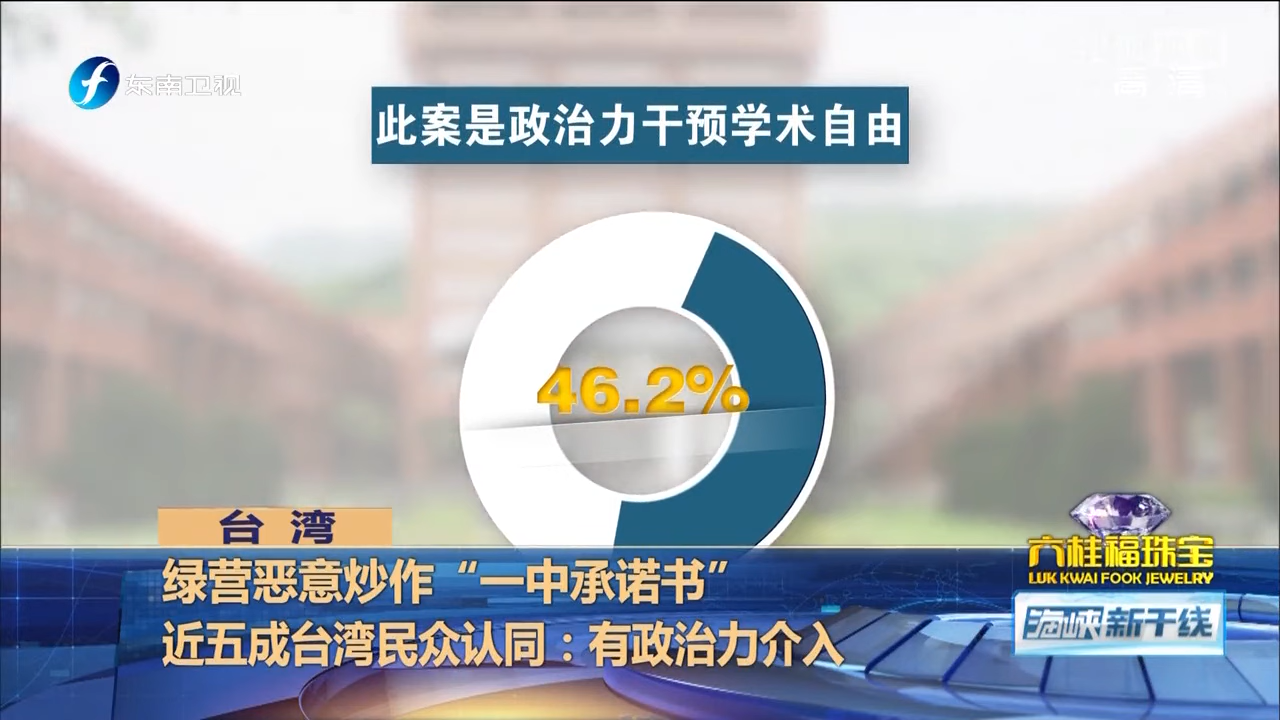 东南卫视
高清
此案是政治力干预学术自由
46.2%
台湾
绿营恶意炒作“一中承诺书”
近五成台湾民众认同：有政治力介入
六桂福珠宝
LUK KWAI FOOK JEWELRY
海峡新干线